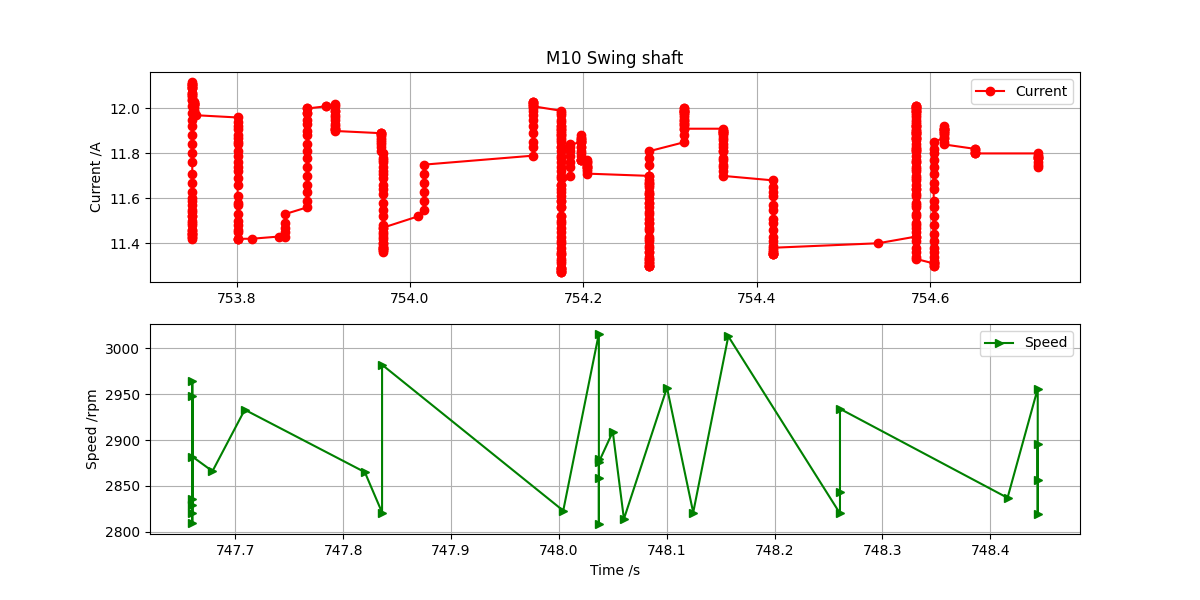 M10 Swing shaft
12.0
11.8
11.6
11.4
Current /A
Current
753.8 754.0 754.2 754.4 754.6
3000
2950
2900
2850
2800
Speed /rpm
Speed
747.7 747.8 747.9 748.0 748.1 748.2 748.3 748.4
Time /s